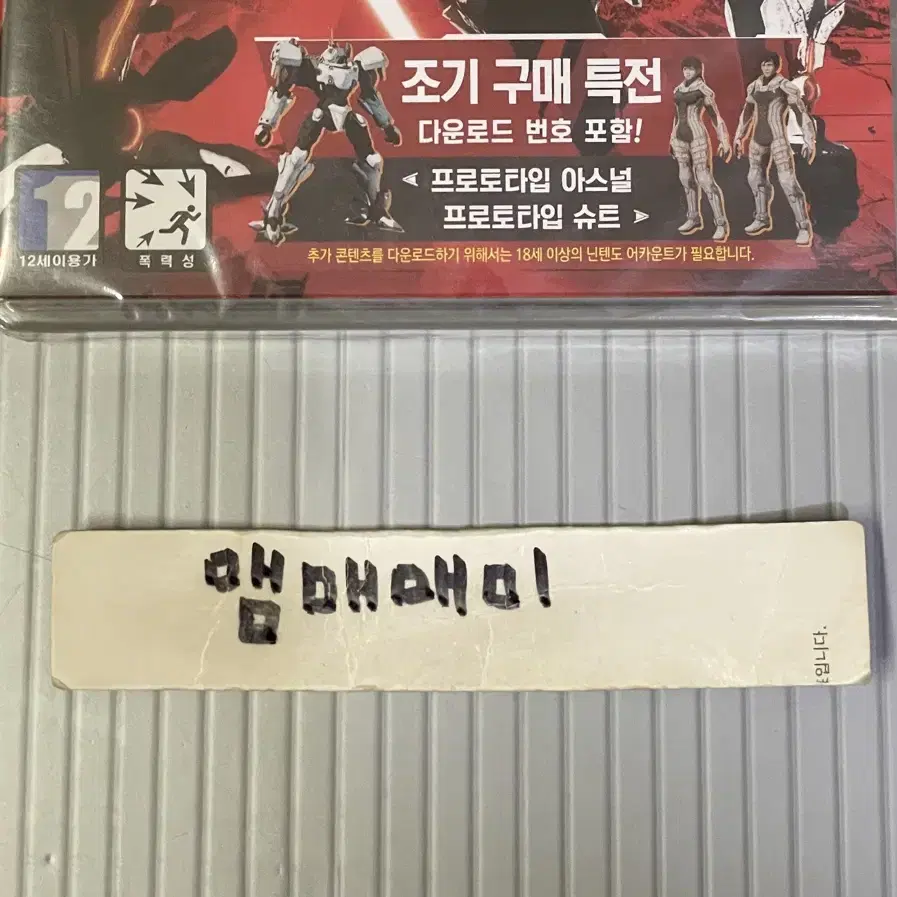 조기 구매 특전
다운로드 번호 포함!
프로토타입 아스널
프로토타입 슈트
추가 콘텐츠를 다운로드하기 위해서는 18세 이상의 닌텐도 어카운트가 필요합니다.
12
12세이용가
폭력성
맴매매미
입니다.